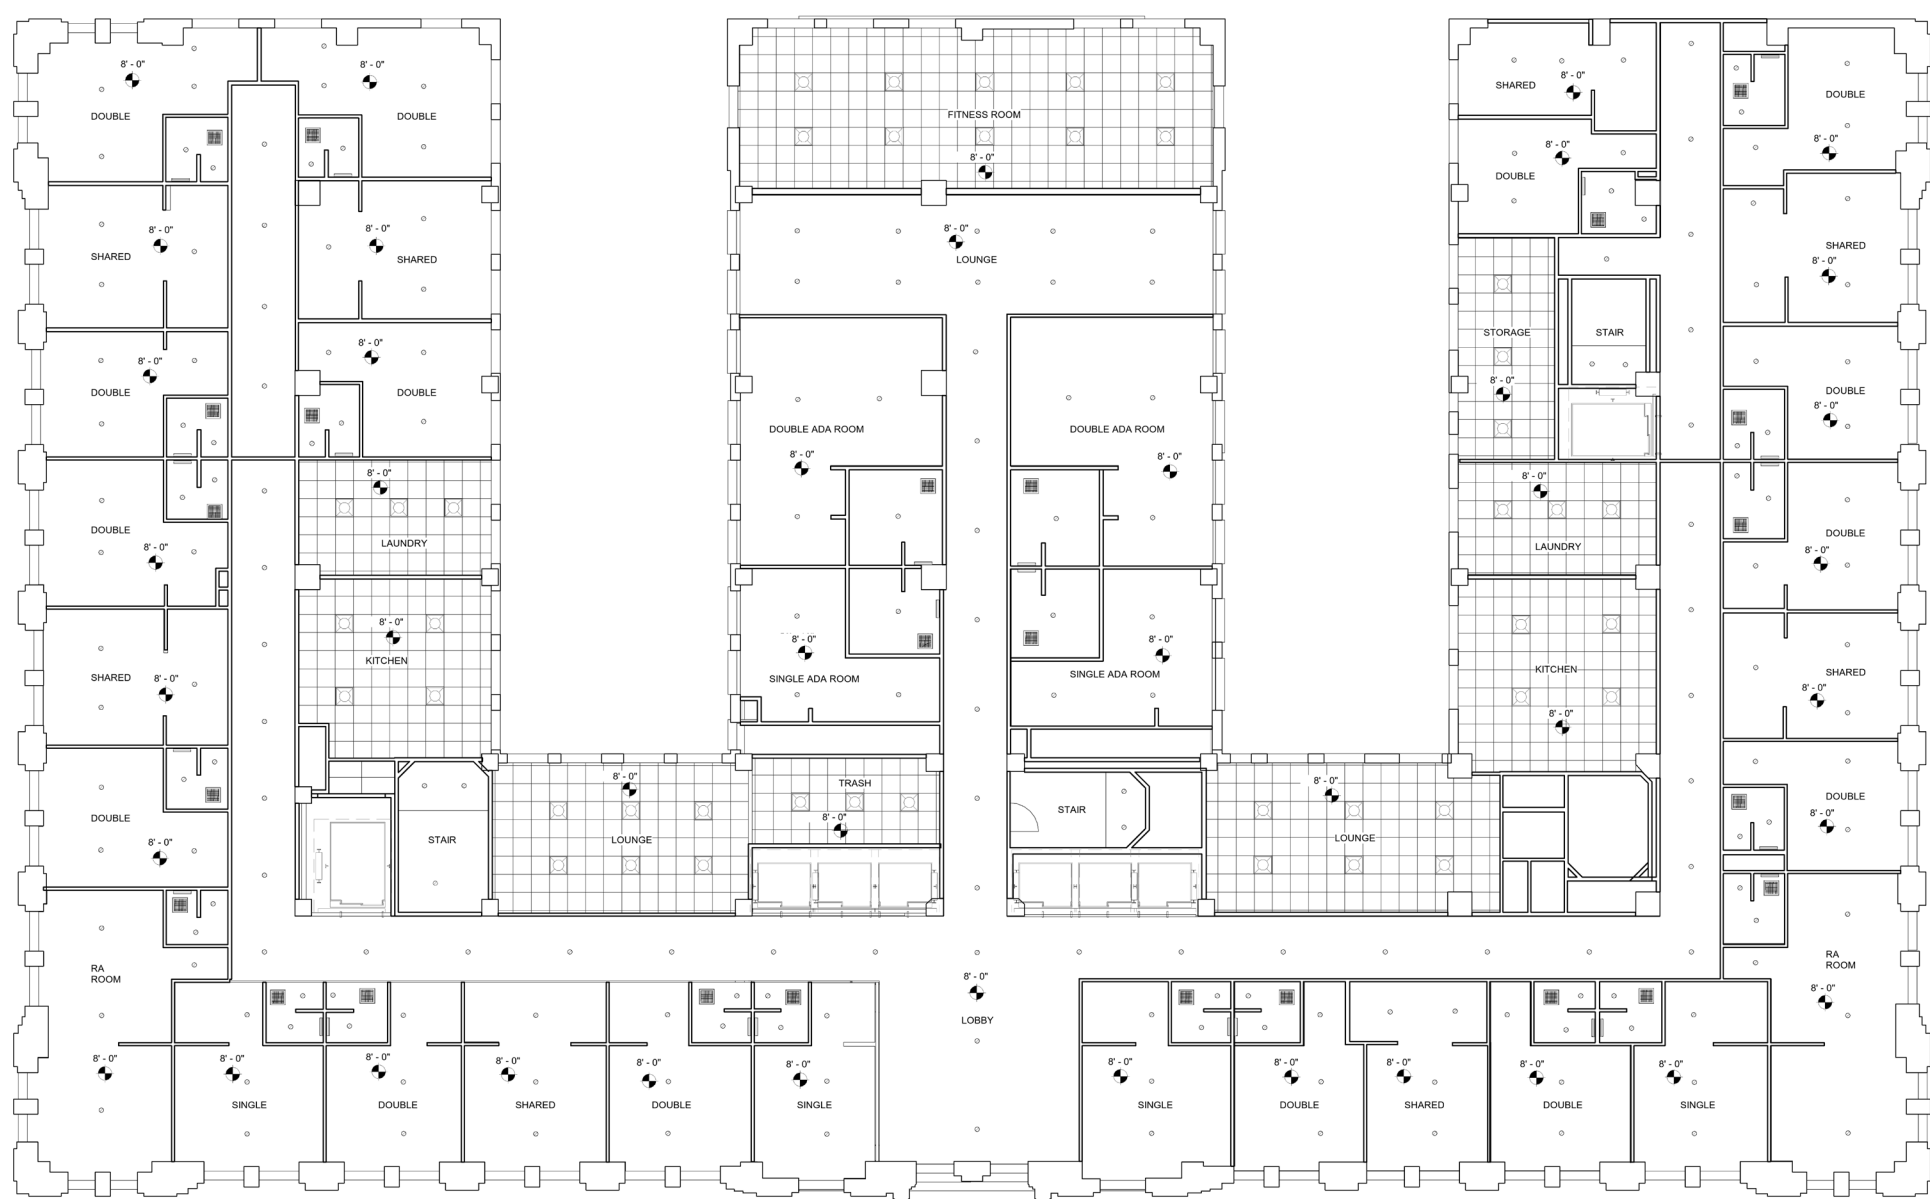 8' - 0"
DOUBLE
8' - 0"
DOUBLE
8' - 0"
SHARED
8' - 0"
SHARED
8' - 0"
DOUBLE
8' - 0"
DOUBLE
DOUBLE
8' - 0"
8' - 0"
LAUNDRY
8' - 0"
KITCHEN
SHARED
8' - 0"
DOUBLE
8' - 0"
STAIR
8' - 0"
LOUNGE
RA
ROOM
8' - 0"
FITNESS ROOM
8' - 0"
8' - 0"
LOUNGE
DOUBLE ADA ROOM
8' - 0"
DOUBLE ADA ROOM
8' - 0"
8' - 0"
SINGLE ADA ROOM
8' - 0"
SINGLE ADA ROOM
TRASH
8' - 0"
STAIR
8' - 0"
LOUNGE
8' - 0"
SHARED
8' - 0"
DOUBLE
DOUBLE
8' - 0"
SHARED
8' - 0"
STORAGE
8' - 0"
STAIR
DOUBLE
8' - 0"
8' - 0"
LAUNDRY
DOUBLE
8' - 0"
KITCHEN
8' - 0"
SHARED
8' - 0"
DOUBLE
8' - 0"
RA
ROOM
8' - 0"
8' - 0"
LOBBY
8' - 0"
SINGLE
8' - 0"
DOUBLE
8' - 0"
SHARED
8' - 0"
DOUBLE
8' - 0"
SINGLE
8' - 0"
SINGLE
8' - 0"
DOUBLE
8' - 0"
SHARED
8' - 0"
DOUBLE
8' - 0"
SINGLE